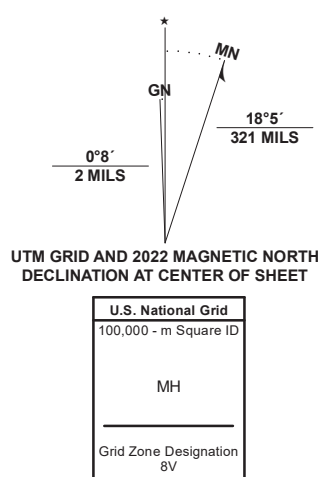 ★
MN
GN
18°5´
321 MILS
0°8´
2 MILS
UTM GRID AND 2022 MAGNETIC NORTH
DECLINATION AT CENTER OF SHEET
U.S. National Grid
100,000 - m Square ID
MH
Grid Zone Designation
8V